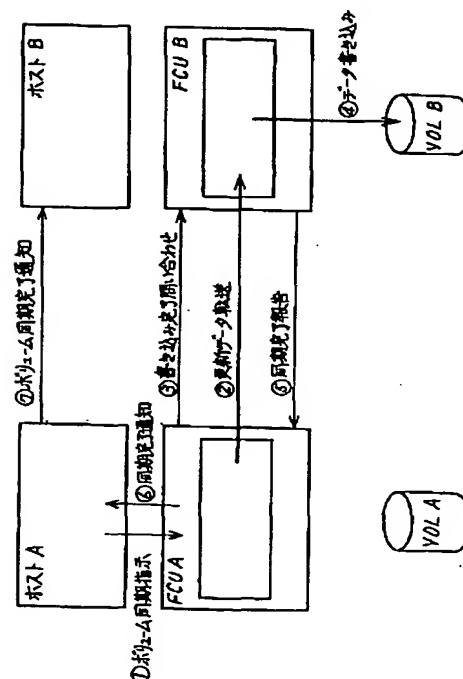 ホストA
ホストB
⑦ボリューム同期完了通知
①ボリューム同期指示
⑥同期完了通知
FCU A
FCU B
③書き込み完了問い合わせ
②更新データ転送
⑤同期完了報告
④データ書き込み
VOL A
VOL B